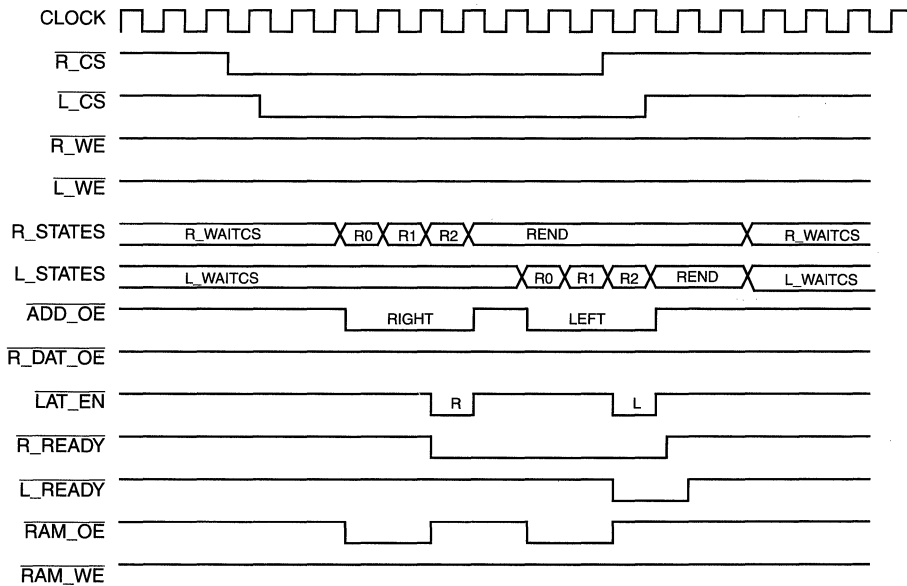 CLOCK
R_CS
L_CS
R_WE
L_WE
R_STATES R_WAITCS R0 R1 R2 REND R_WAITCS
L_STATES L_WAITCS R0 R1 R2 REND L_WAITCS
ADD_OE RIGHT LEFT
R_DAT_OE
LAT_EN R L
R_READY
L_READY
RAM_OE
RAM_WE